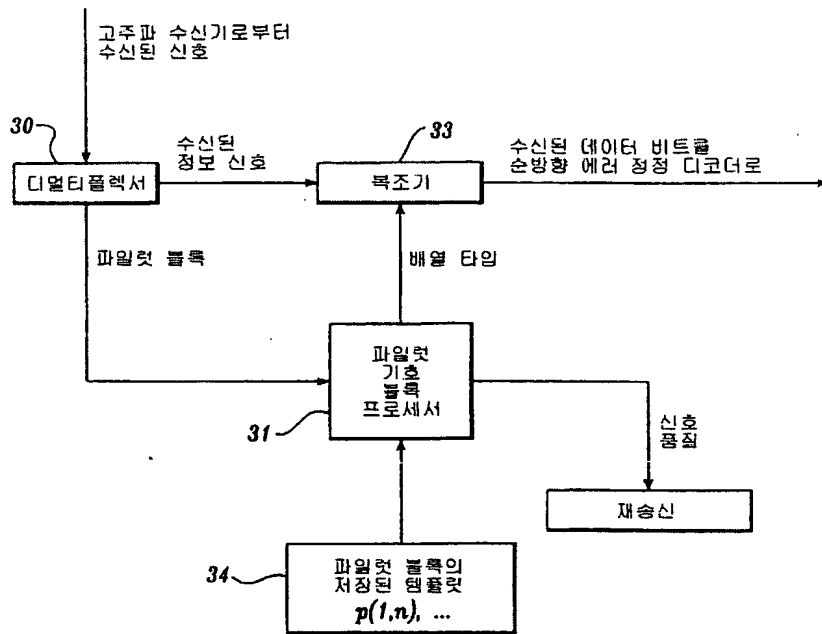 고주파 수신기로부터
수신된 신호
30
디멀티플렉서
수신된
정보 신호
33
복조기
수신된 데이터 비트를
순방향 에러 정정 디코더로
파일럿 블록
배열 타입
파일럿
기호
블록
프로세서
31
신호
품질
재송신
34
파일럿 블록의
저장된 템플릿
p(1,n), ...